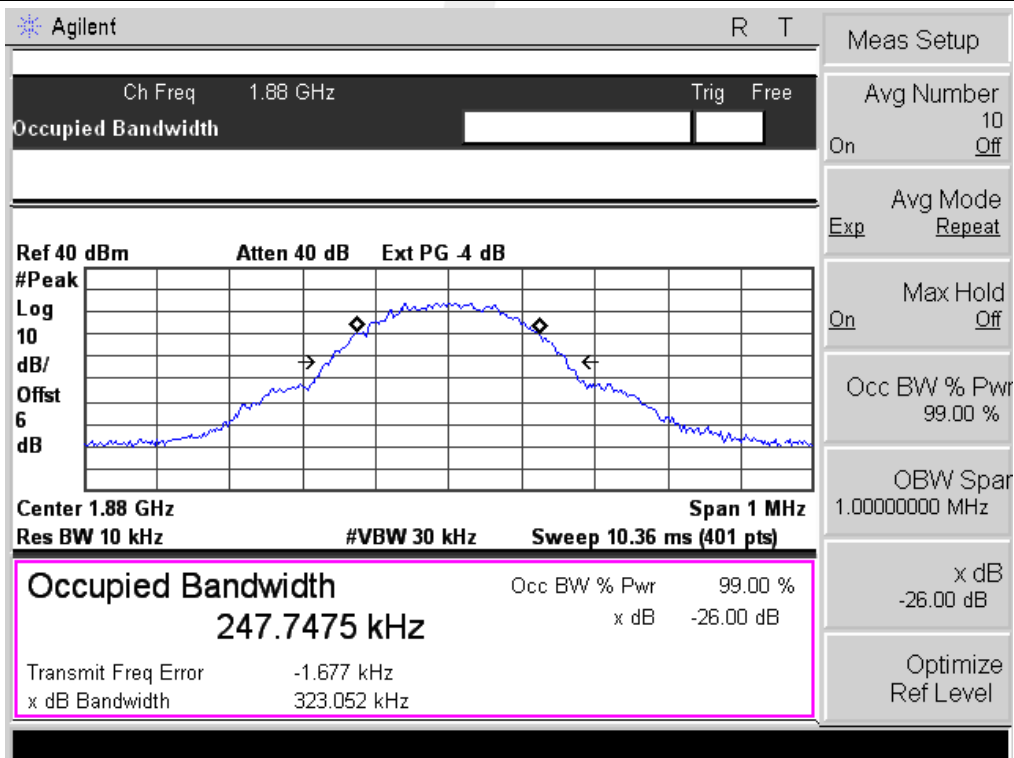 Agilent R T
Ch Freq 1.88 GHz Trig Free
Occupied Bandwidth
Ref 40 dBm Atten 40 dB Ext PG -4 dB
#Peak
Log
10
dB/
Offst
6
dB
Center 1.88 GHz Span 1 MHz
Res BW 10 kHz #VBW 30 kHz Sweep 10.36 ms (401 pts)
Occupied Bandwidth Occ BW % Pwr 99.00 %
247.7475 kHz x dB -26.00 dB
Transmit Freq Error -1.677 kHz
x dB Bandwidth 323.052 kHz
Meas Setup
Avg Number
10
On Off
Avg Mode
Exp Repeat
Max Hold
On Off
Occ BW % Pwr
99.00 %
OBW Span
1.00000000 MHz
x dB
-26.00 dB
Optimize
Ref Level